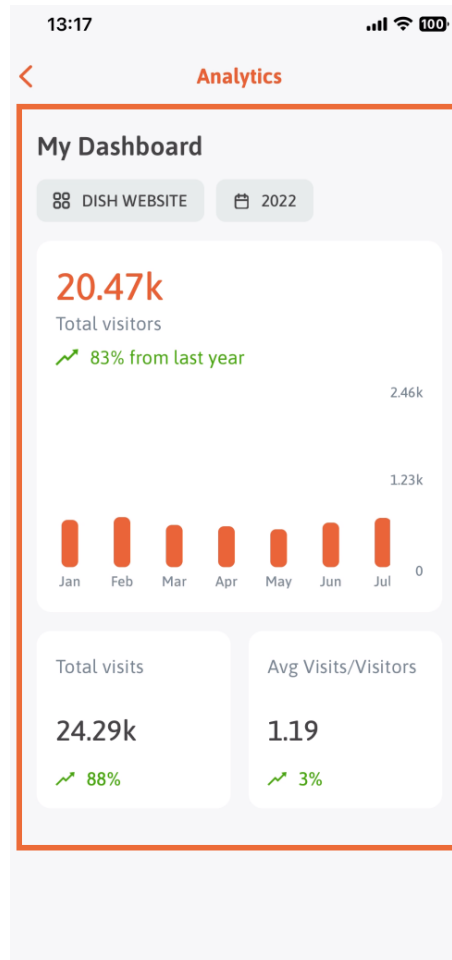 13:17
100
Analytics
My Dashboard
DISH WEBSITE 2022
20.47k
Total visitors
83% from last year
2.46k
1.23k
0
Jan Feb Mar Apr May Jun Jul
Total visits
24.29k
88%
Avg Visits/Visitors
1.19
3%